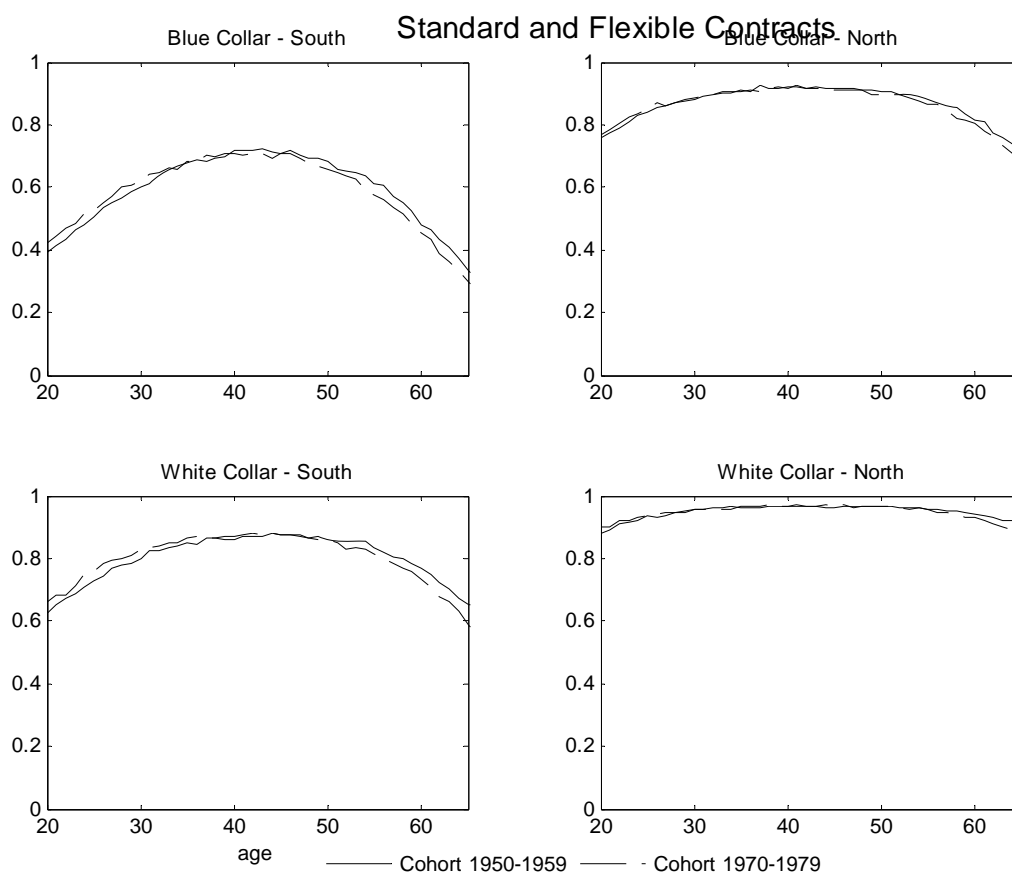 Standard and Flexible Contracts
Blue Collar - South
1
0.8
0.6
0.4
0.2
0
20 30 40 50 60
Blue Collar - North
1
0.8
0.6
0.4
0.2
0
20 30 40 50 60
White Collar - South
1
0.8
0.6
0.4
0.2
0
20 30 40 50 60
age
White Collar - North
1
0.8
0.6
0.4
0.2
0
20 30 40 50 60
Cohort 1950-1959 Cohort 1970-1979